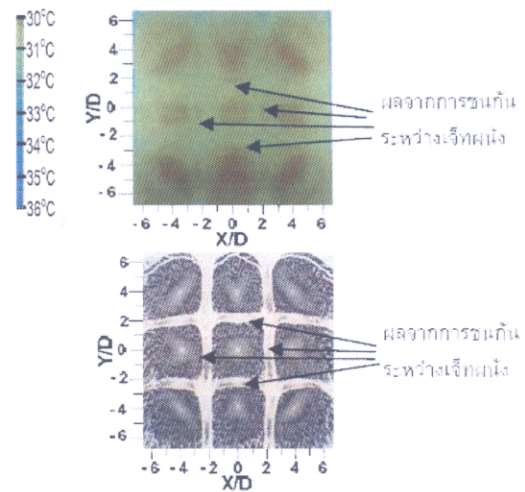 30°C
31°C
32°C
33°C
34°C
35°C
36°C
Y/D
6
4
2
0
-2
-4
-6
-6 -4 -2 0 2 4 6
X/D
ผลจากการชนกัน
ระหว่างเจ็ทผนัง
Y/D
6
4
2
0
-2
-4
-6
-6 -4 -2 0 2 4 6
X/D
ผลจากการชนกัน
ระหว่างเจ็ทผนัง